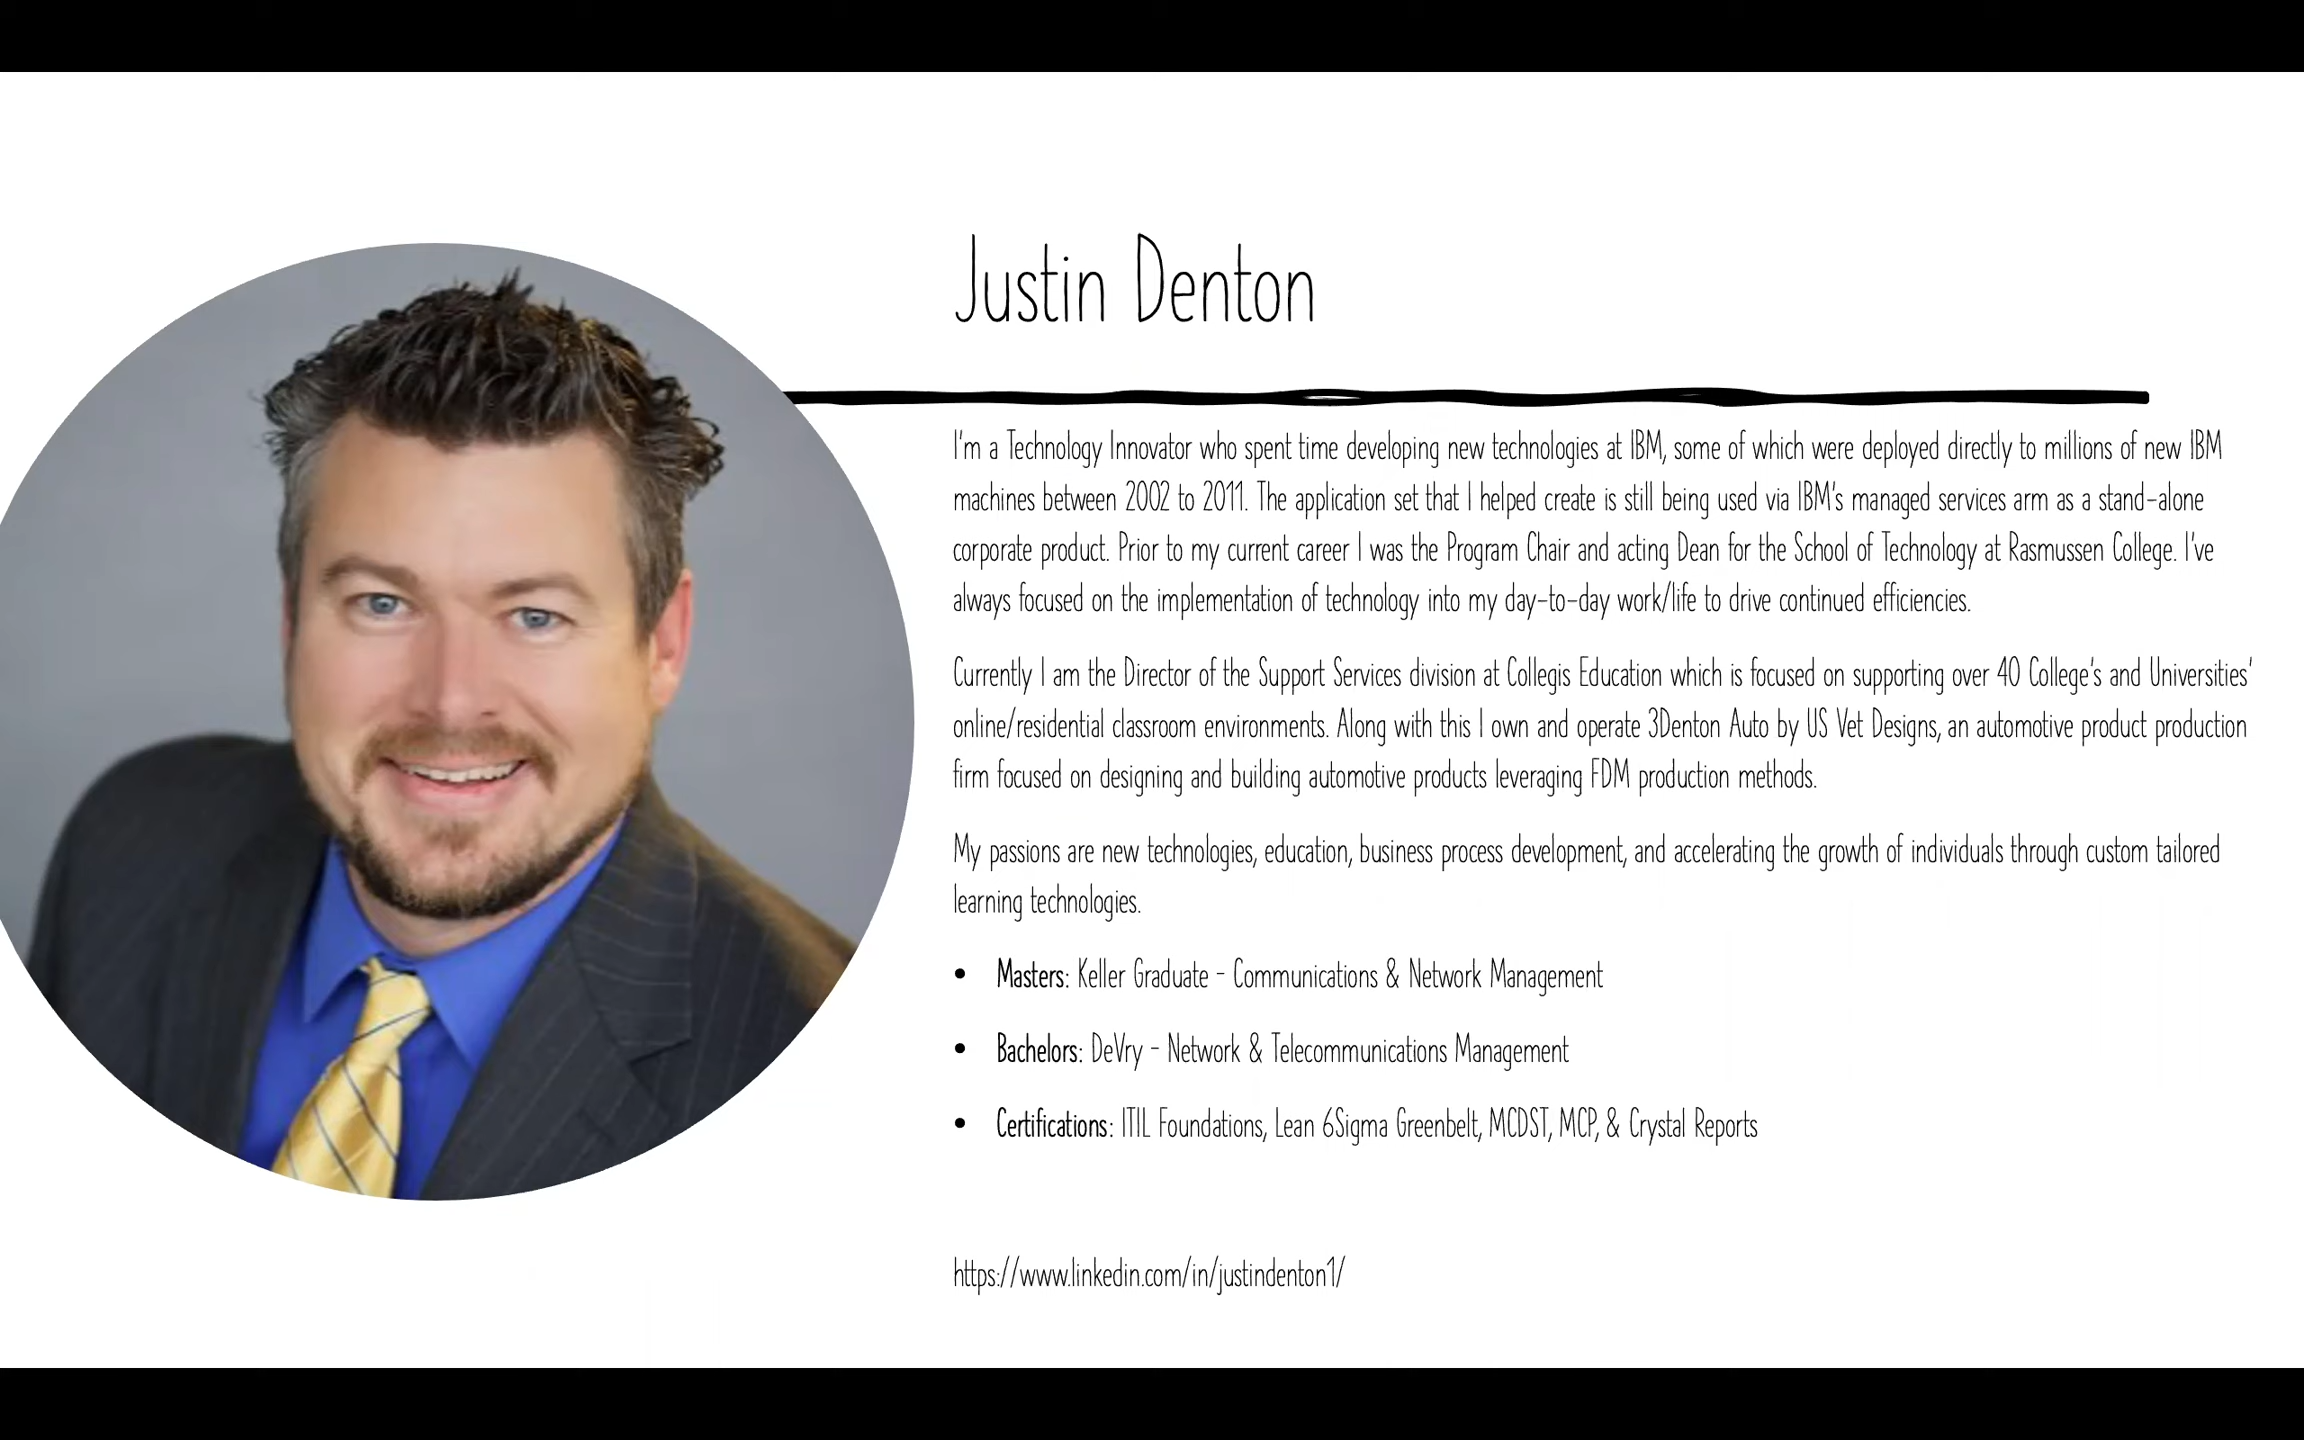 Justin Denton
I'm a Technology Innovator who spent time developing new technologies at IBM, some of which were deployed directly to millions of new IBM
machines between 2002 to 2011. The application set that I helped create is still being used via IBM's managed services arm as a stand-alone
corporate product. Prior to my current career I was the Program Chair and acting Dean for the School of Technology at Rasmussen College. I've
always focused on the implementation of technology into my day-to-day work/life to drive continued efficiencies.
Currently I am the Director of the Support Services division at Collegis Education which is focused on supporting over 40 College's and Universities'
online/residential classroom environments. Along with this I own and operate 3Denton Auto by US Vet Designs, an automotive product production
firm focused on designing and building automotive products leveraging FDM production methods.
My passions are new technologies, education, business process development, and accelerating the growth of individuals through custom tailored
learning technologies.
• Masters: Keller Graduate - Communications & Network Management
• Bachelors: DeVry - Network & Telecommunications Management
• Certifications: ITIL Foundations, Lean 6Sigma Greenbelt, MCDST, MCP, & Crystal Reports
https://www.linkedin.com/in/justindenton1/